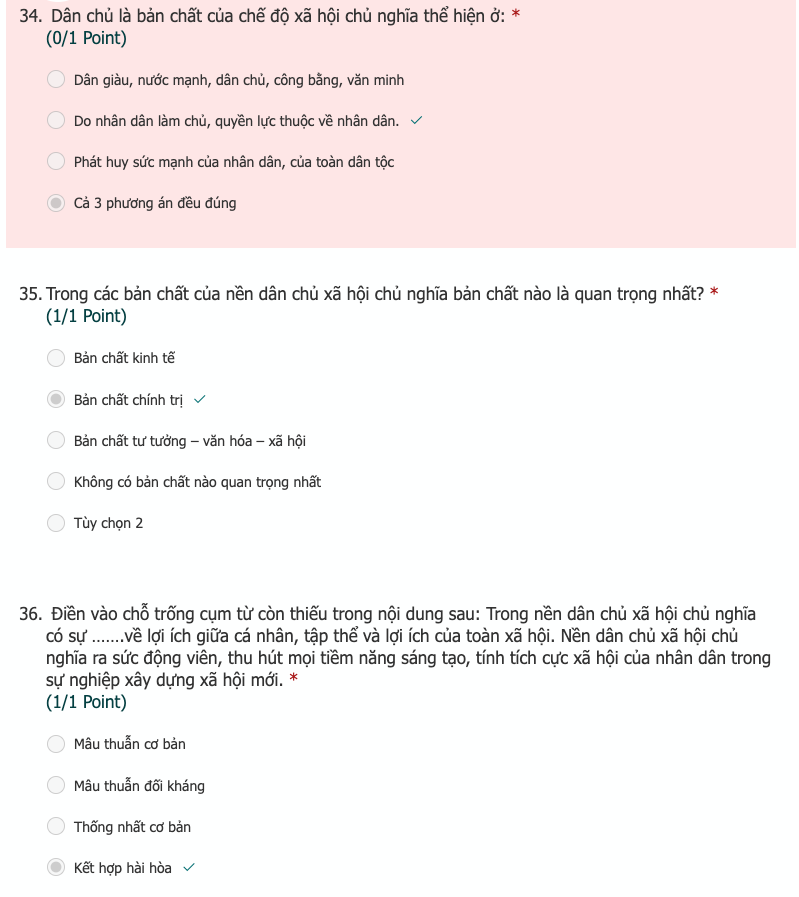 34. Dân chủ là bản chất của chế độ xã hội chủ nghĩa thể hiện ở: *
(0/1 Point)
Dân giàu, nước mạnh, dân chủ, công bằng, văn minh
Do nhân dân làm chủ, quyền lực thuộc về nhân dân. ✓
Phát huy sức mạnh của nhân dân, của toàn dân tộc
Cả 3 phương án đều đúng
35. Trong các bản chất của nền dân chủ xã hội chủ nghĩa bản chất nào là quan trọng nhất? *
(1/1 Point)
Bản chất kinh tế
Bản chất chính trị ✓
Bản chất tư tưởng – văn hóa – xã hội
Không có bản chất nào quan trọng nhất
Tùy chọn 2
36. Điền vào chỗ trống cụm từ còn thiếu trong nội dung sau: Trong nền dân chủ xã hội chủ nghĩa
có sự .......về lợi ích giữa cá nhân, tập thể và lợi ích của toàn xã hội. Nền dân chủ xã hội chủ
nghĩa ra sức động viên, thu hút mọi tiềm năng sáng tạo, tính tích cực xã hội của nhân dân trong
sự nghiệp xây dựng xã hội mới. *
(1/1 Point)
Mâu thuẫn cơ bản
Mâu thuẫn đối kháng
Thống nhất cơ bản
Kết hợp hài hòa ✓